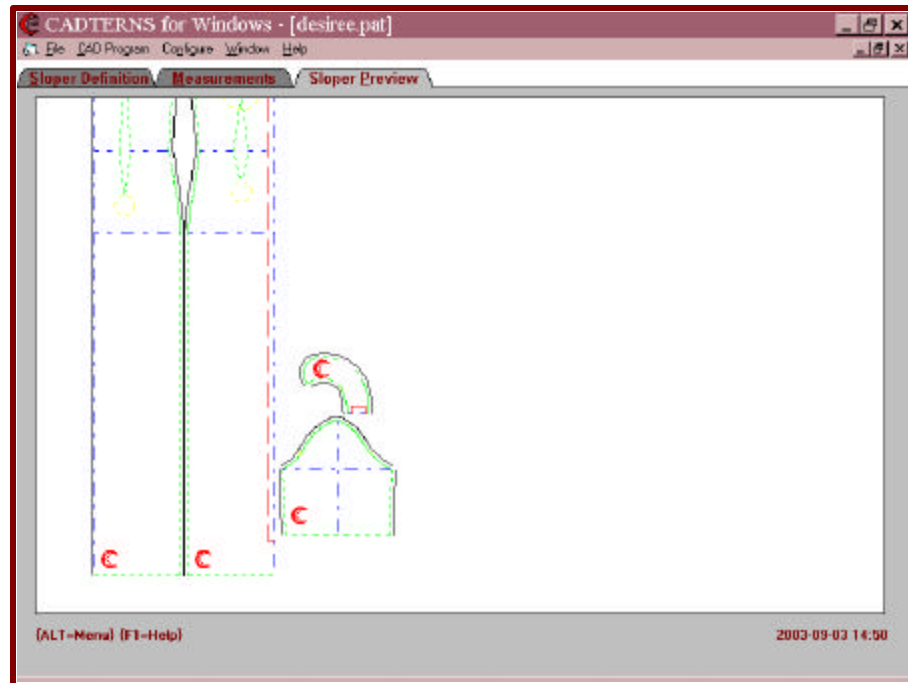 CADTERNS for Windows - [desiree.pat]
File CAD Program Configure Window Help
Sloper Definition Measurements Sloper Preview
(ALT=Menu) (F1=Help) 2003-09-03 14:50